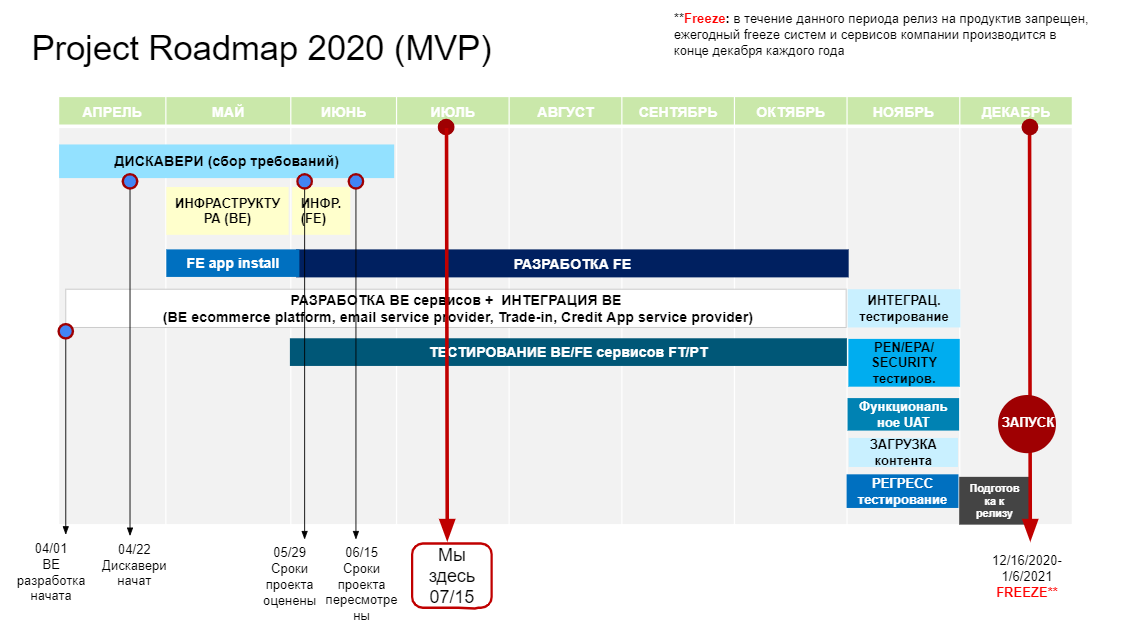 **Freeze: в течение данного периода релиз на продуктив запрещен,
ежегодный freeze систем и сервисов компании производится в
конце декабря каждого года
Project Roadmap 2020 (MVP)
АПРЕЛЬ
МАЙ
ИЮНЬ
ИЮЛЬ
АВГУСТ
СЕНТЯБРЬ
ОКТЯБРЬ
НОЯБРЬ
ДЕКАБРЬ
ДИСКАВЕРИ (сбор требований)
ИНФРАСТРУКТУ
РА (BE)
ИНФР.
(FE)
FE app install
РАЗРАБОТКА FE
РАЗРАБОТКА BE сервисов + ИНТЕГРАЦИЯ BE
(BE ecommerce platform, email service provider, Trade-in, Credit App service provider)
ИНТЕГРАЦ.
тестирование
ТЕСТИРОВАНИЕ BE/FE сервисов FT/PT
PEN/EPA/
SECURITY
тестиров.
Функциональ
ное UAT
ЗАПУСК
ЗАГРУЗКА
контента
РЕГРЕСС
тестирование
Подготов
ка к
релизу
04/01
BE
разработка
начата
04/22
Дискавери
начат
05/29
Сроки
проекта
оценены
06/15
Сроки
проекта
пересмотре
ны
Мы
здесь
07/15
12/16/2020-
1/6/2021
FREEZE**